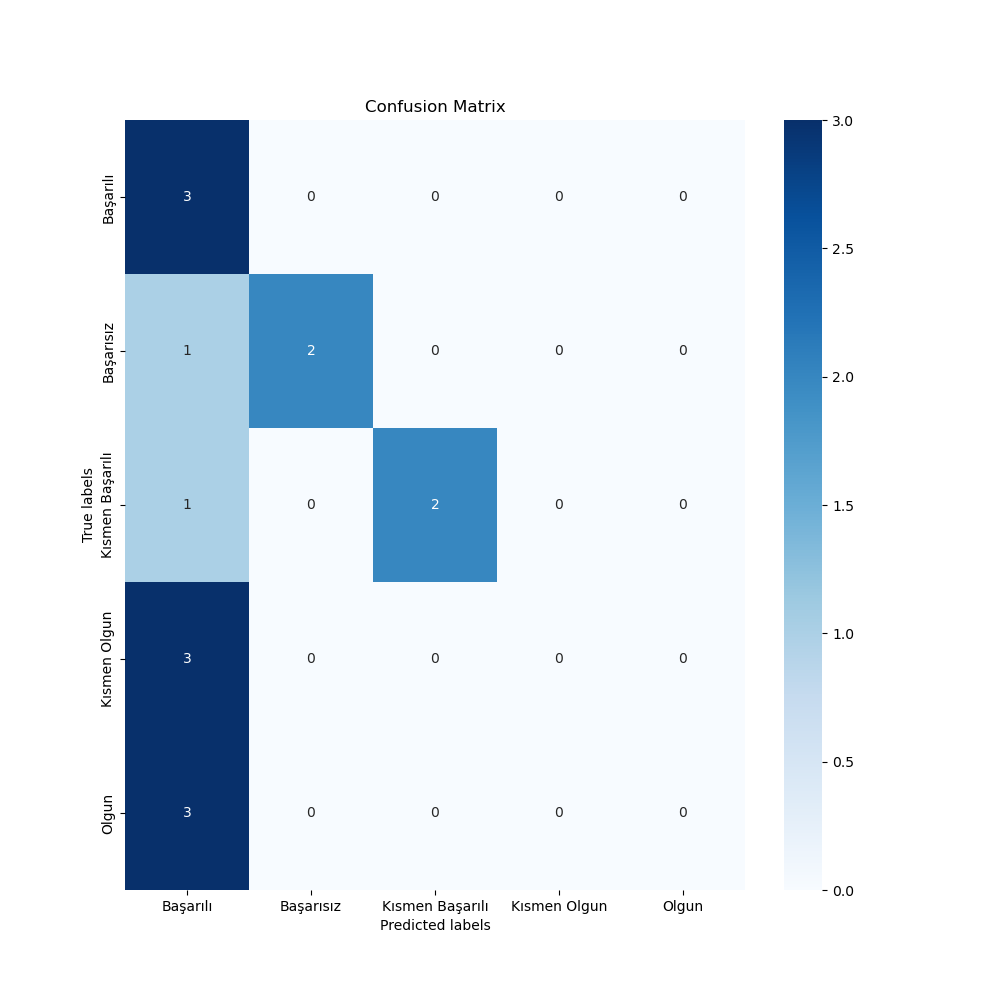 Confusion Matrix
True labels
Başarılı
3 0 0 0 0
Başarısız
1 2 0 0 0
Kısmen Başarılı
1 0 2 0 0
Kısmen Olgun
3 0 0 0 0
Olgun
3 0 0 0 0
Başarılı Başarısız Kısmen Başarılı Kısmen Olgun Olgun
Predicted labels
3.0
2.5
2.0
1.5
1.0
0.5
0.0